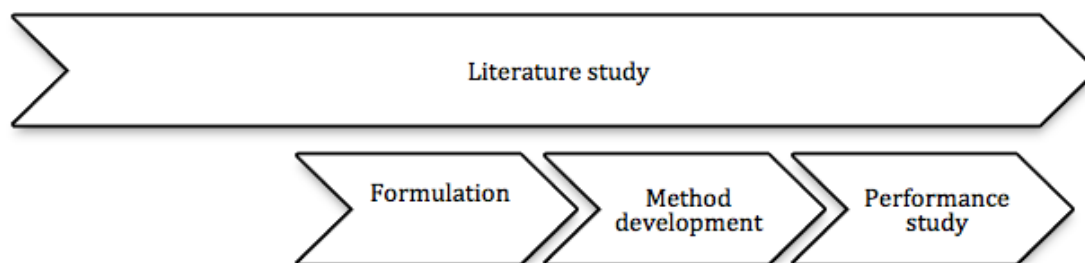 Literature study
Formulation
Method
development
Performance
study